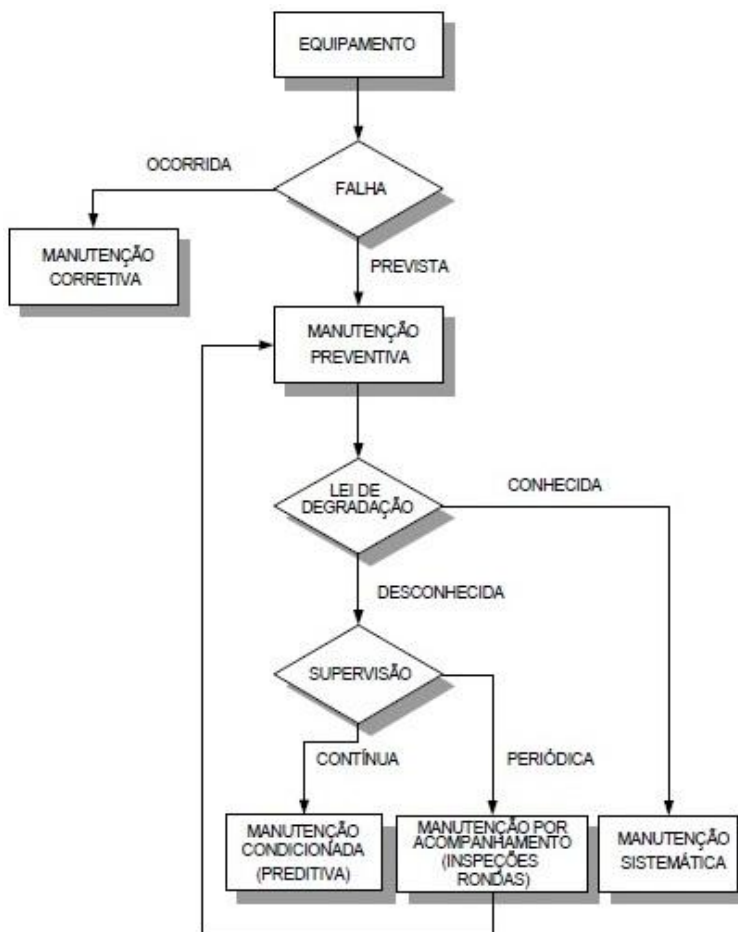 EQUIPAMENTO
OCORRIDA
FALHA
MANUTENÇÃO
CORRETIVA
PREVISTA
MANUTENÇÃO
PREVENTIVA
LEI DE
DEGRADAÇÃO
CONHECIDA
DESCONHECIDA
SUPERVISÃO
CONTÍNUA
PERIÓDICA
MANUTENÇÃO
CONDICIONADA
(PREDITIVA)
MANUTENÇÃO POR
ACOMPANHAMENTO
(INSPEÇÕES
RONDAS)
MANUTENÇÃO
SISTEMÁTICA